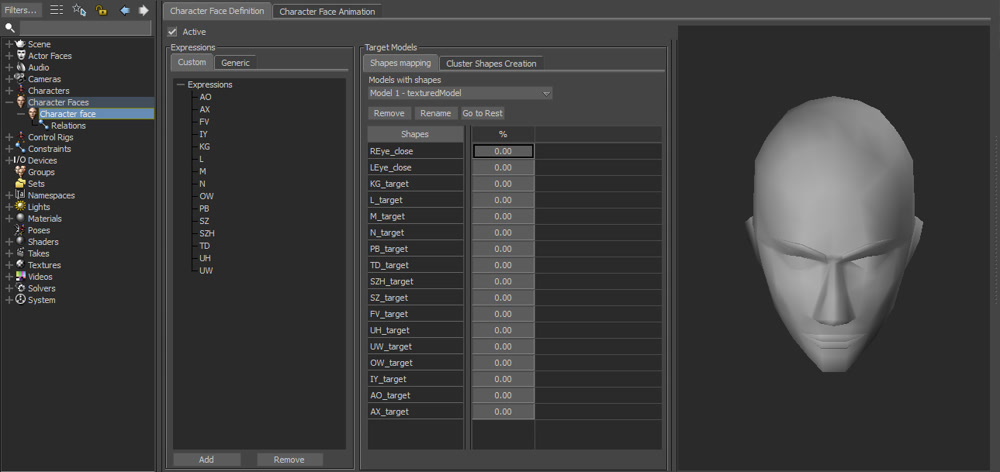 Filters...
Scene
Actor Faces
Audio
Cameras
Characters
Character Faces
Character face
Relations
Control Rigs
Constraints
I/O Devices
Groups
Sets
Namespaces
Lights
Materials
Poses
Shaders
Takes
Textures
Videos
Solvers
System
Character Face Definition
Character Face Animation
Active
Expressions
Custom
Generic
Expressions
AO
AX
FV
IY
KG
L
M
N
OW
PB
SZ
SZH
TD
UH
UW
Add
Remove
Target Models
Shapes mapping
Cluster Shapes Creation
Models with shapes
Model 1 - texturedModel
Remove
Rename
Go to Rest
Shapes %
REye_close 0.00
LEye_close 0.00
KG_target 0.00
L_target 0.00
M_target 0.00
N_target 0.00
PB_target 0.00
TD_target 0.00
SZH_target 0.00
SZ_target 0.00
FV_target 0.00
UH_target 0.00
UW_target 0.00
OW_target 0.00
IY_target 0.00
AO_target 0.00
AX_target 0.00